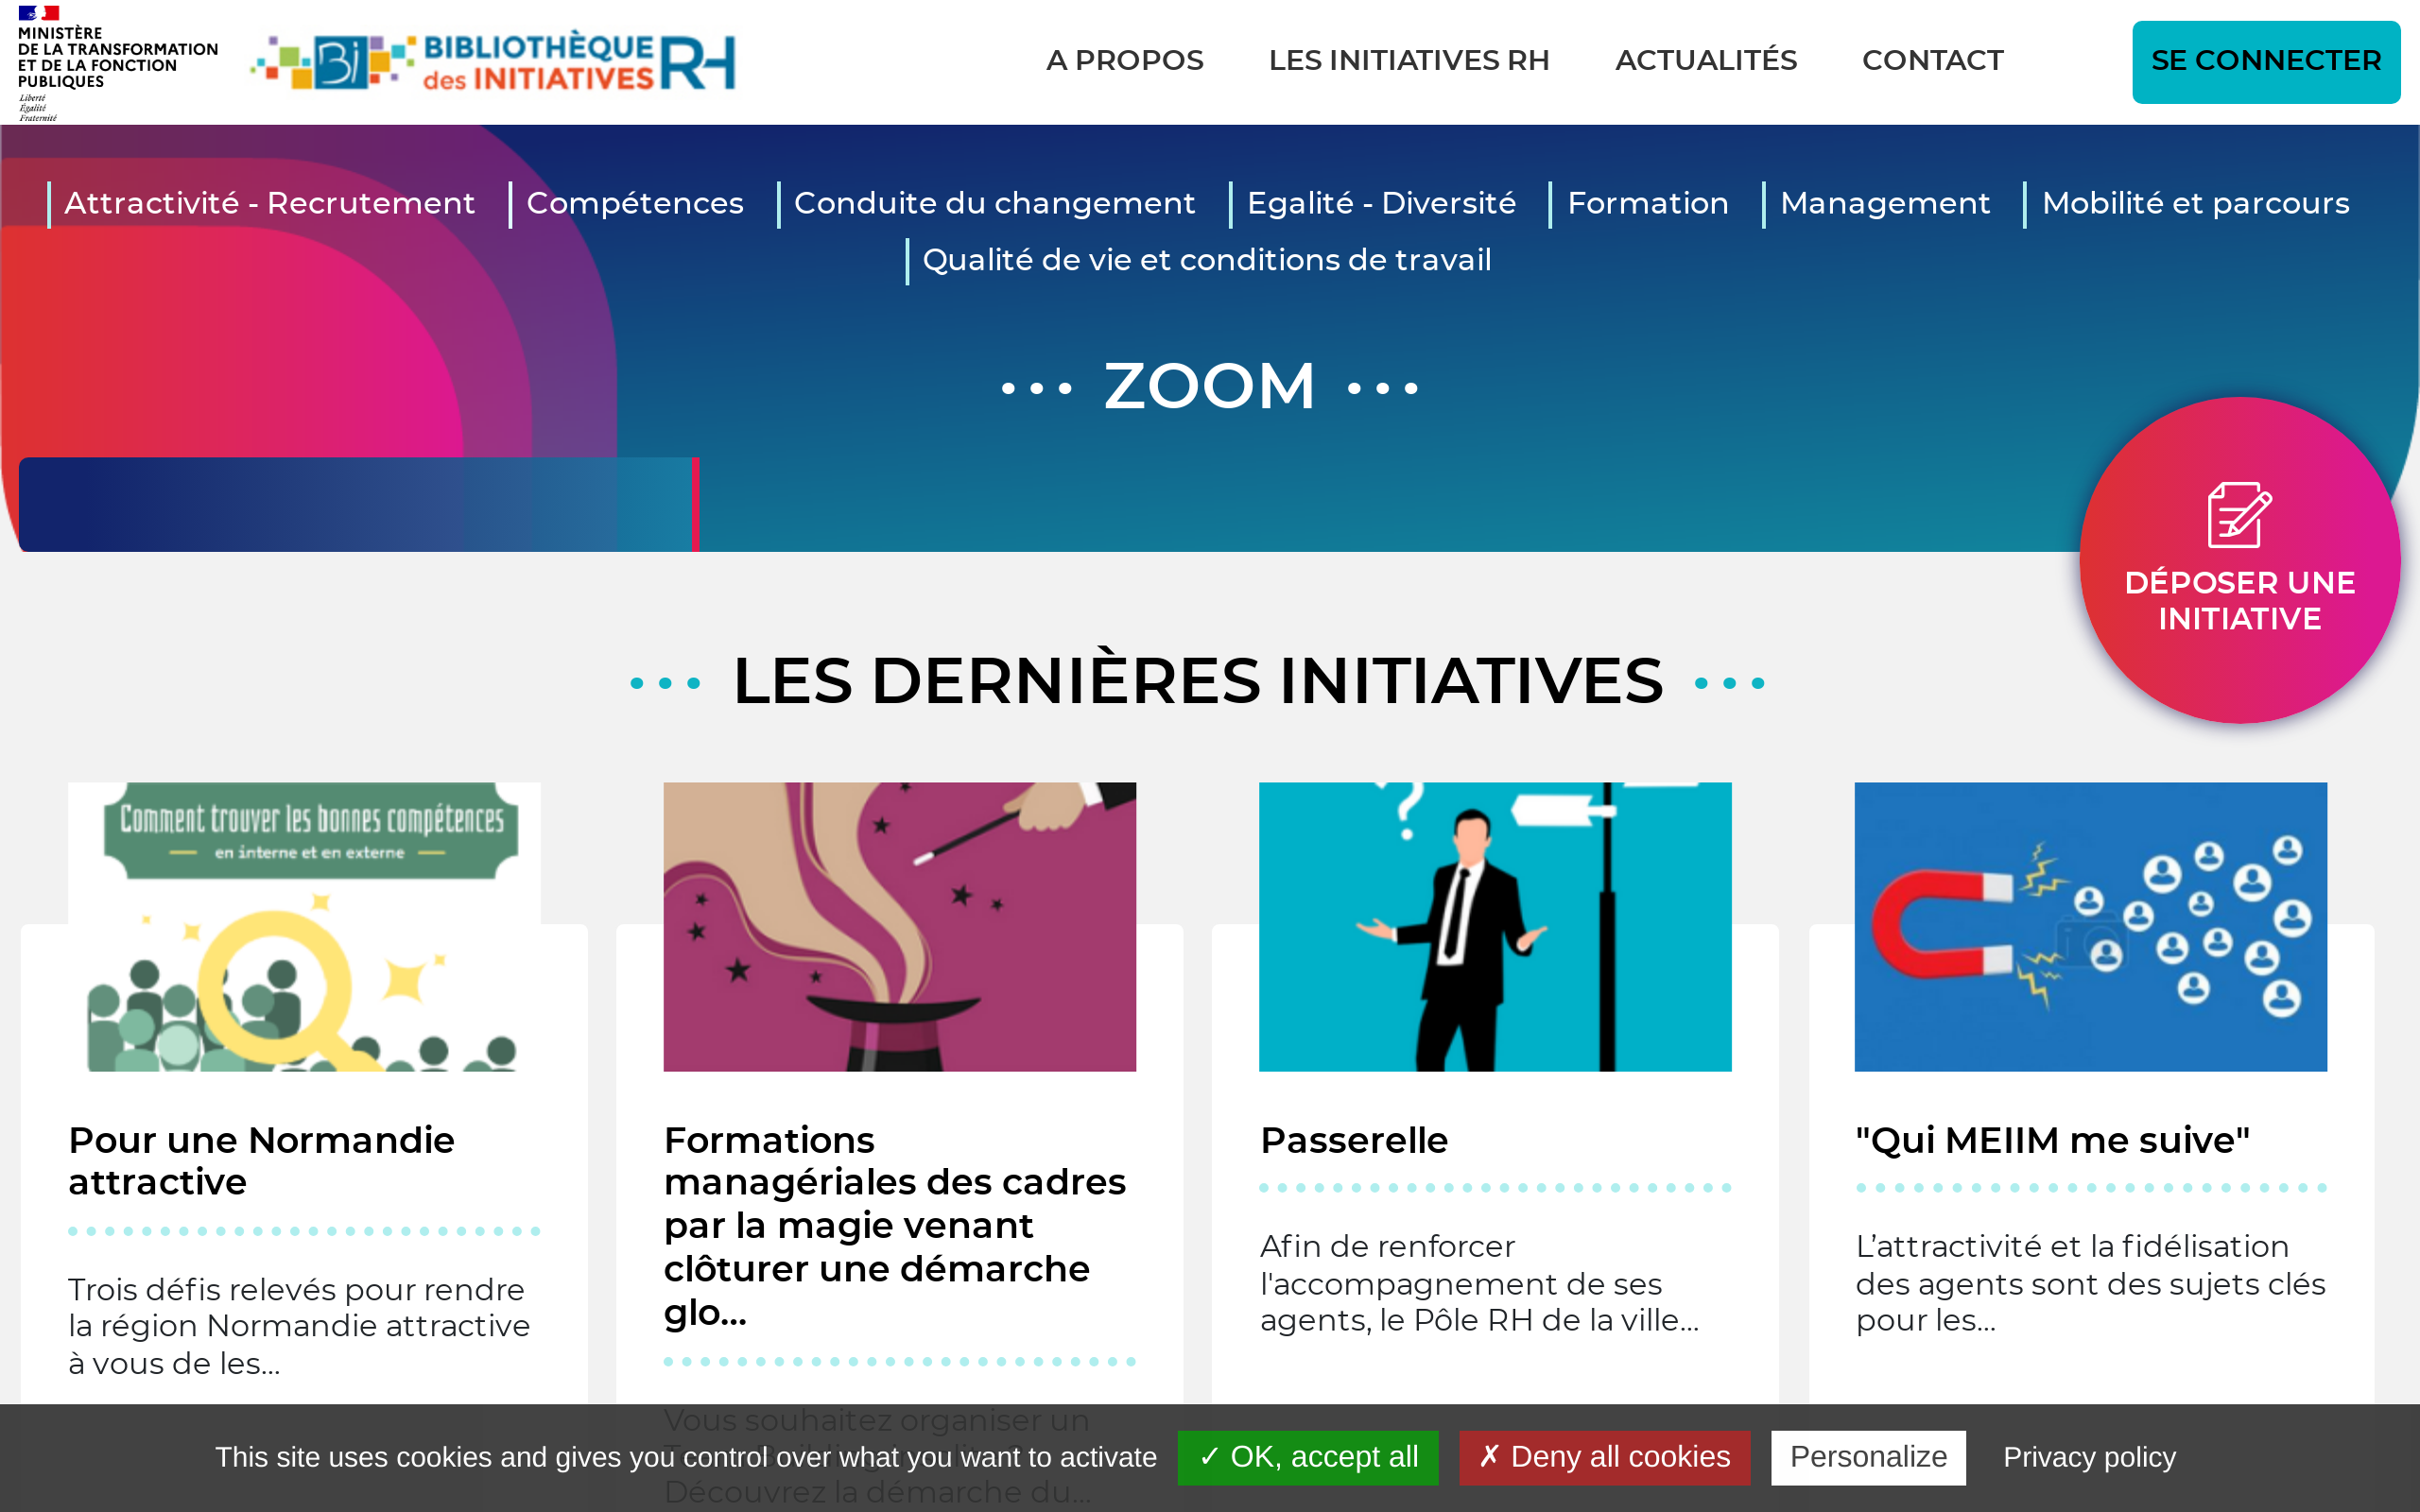 MINISTÈRE
DE LA TRANSFORMATION
ET DE LA FONCTION
PUBLIQUES
Liberté
Égalité
Fraternité
Bi BIBLIOTHÈQUE
des INITIATIVES RH
A PROPOS LES INITIATIVES RH ACTUALITÉS CONTACT SE CONNECTER
Attractivité - Recrutement Compétences Conduite du changement Egalité - Diversité Formation Management Mobilité et parcours
Qualité de vie et conditions de travail
ZOOM
DÉPOSER UNE
INITIATIVE
LES DERNIÈRES INITIATIVES
Comment trouver les bonnes compétences
en interne et en externe
?
Pour une Normandie
attractive
Trois défis relevés pour rendre
la région Normandie attractive
à vous de les...
Formations
managériales des cadres
par la magie venant
clôturer une démarche
glo...
Vous souhaitez organiser un
Découvrez la démarche du...
Passerelle
Afin de renforcer
l'accompagnement de ses
agents, le Pôle RH de la ville...
"Qui MEIIM me suive"
L’attractivité et la fidélisation
des agents sont des sujets clés
pour les...
This site uses cookies and gives you control over what you want to activate ✓ OK, accept all ✗ Deny all cookies Personalize Privacy policy